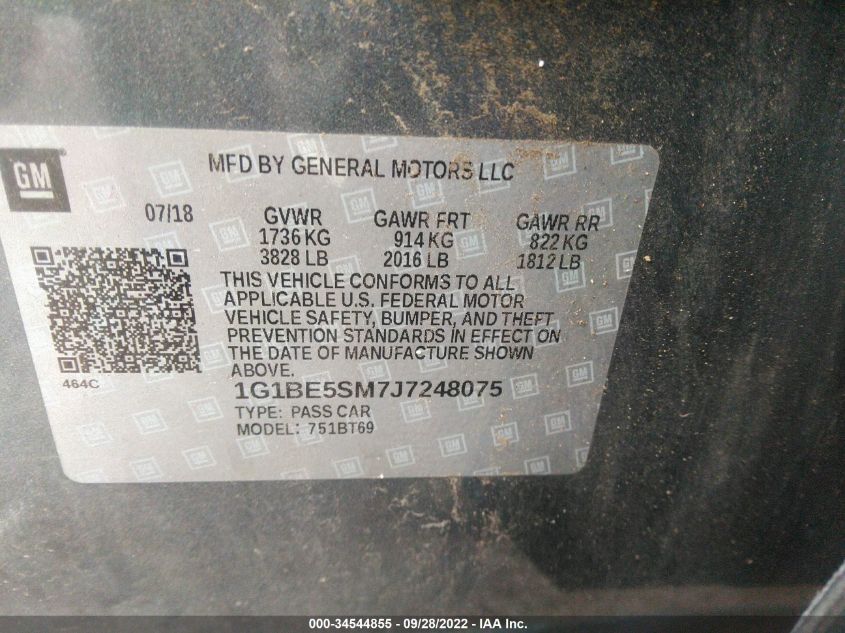 GM
MFD BY GENERAL MOTORS LLC
07/18 GVWR GAWR FRT GAWR RR
1736 KG 914 KG 822 KG
3828 LB 2016 LB 1812 LB
THIS VEHICLE CONFORMS TO ALL
APPLICABLE U.S. FEDERAL MOTOR
VEHICLE SAFETY, BUMPER, AND THEFT
PREVENTION STANDARDS IN EFFECT ON
THE DATE OF MANUFACTURE SHOWN
ABOVE.
464C
1G1BE5SM7J7248075
TYPE: PASS CAR
MODEL: 751BT69
000-34544855 - 09/28/2022 - IAA Inc.